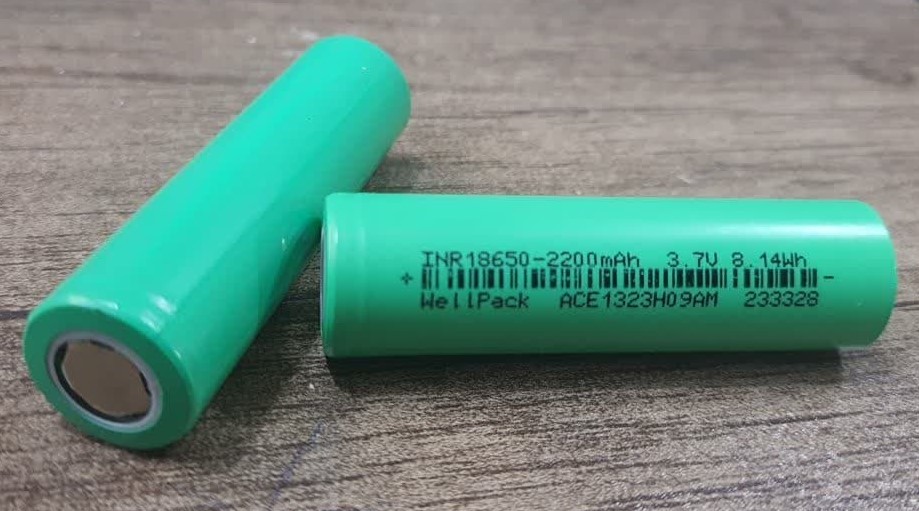 INR18650-2200mAh 3.7V 8.14Wh
+ -
WellPack ACE1323H09AM 233328